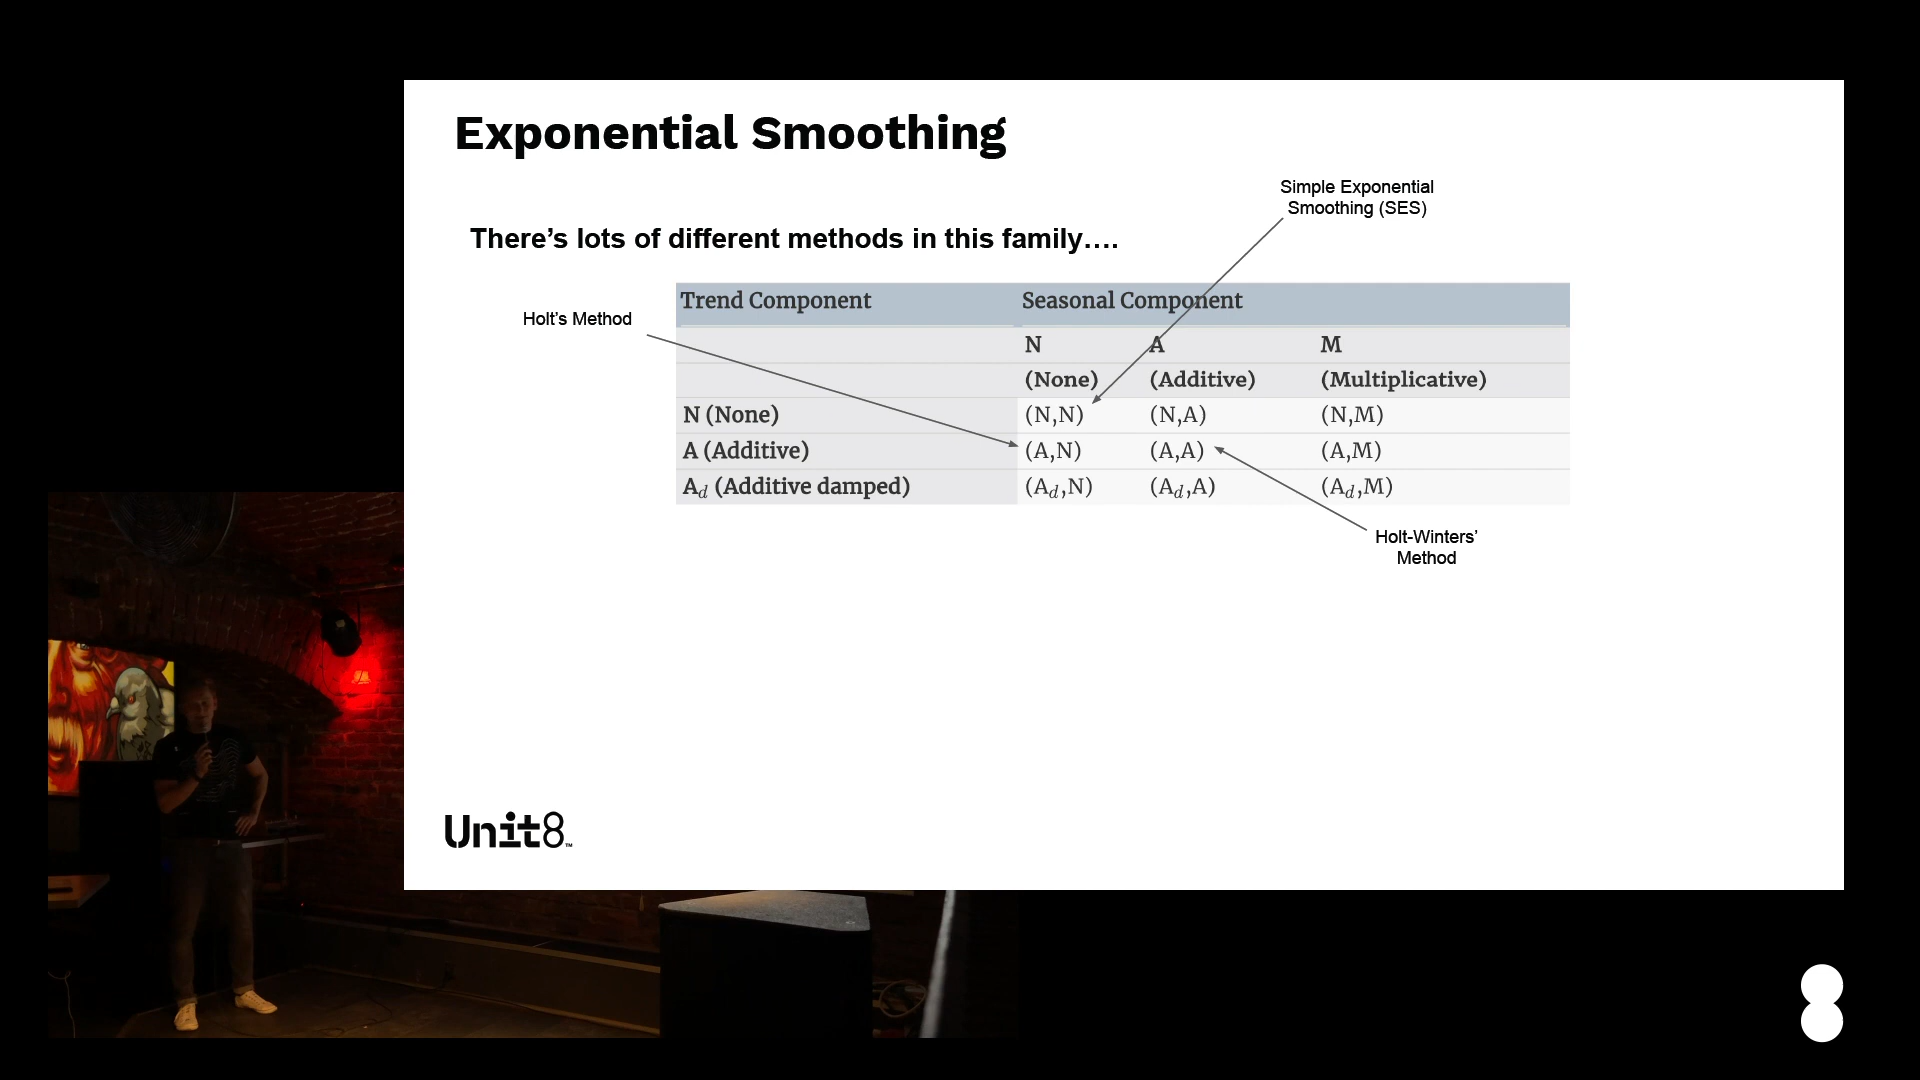 Exponential Smoothing
Simple Exponential
Smoothing (SES)
There’s lots of different methods in this family….
Holt’s Method
Trend Component Seasonal Component
N A M
(None) (Additive) (Multiplicative)
N (None) (N,N) (N,A) (N,M)
A (Additive) (A,N) (A,A) (A,M)
A_d (Additive damped) (A_d,N) (A_d,A) (A_d,M)
Holt-Winters’
Method
Unit8™